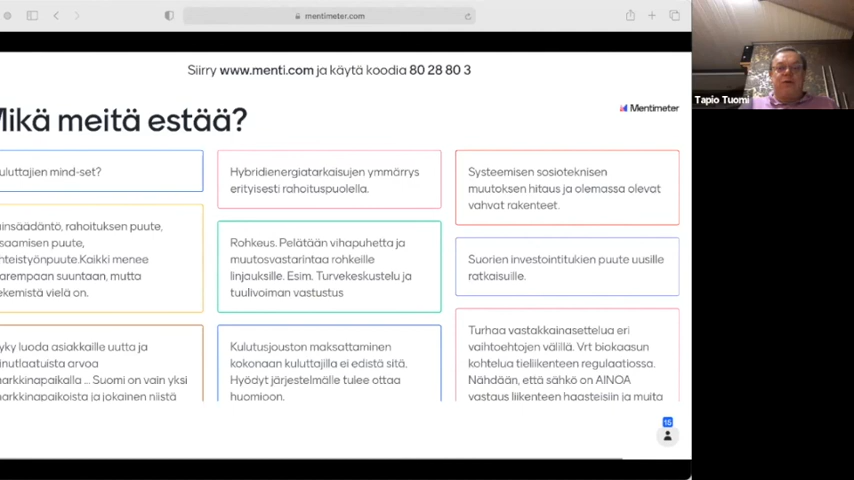 mentimeter.com
Siirry www.menti.com ja käytä koodia 80 28 80 3
Mikä meitä estää?
Mentimeter
Tapio Tuomi
uluttajien mind-set?
Hybridienergiatarkaisujen ymmärrys
erityisesti rahoituspuolella.
Systeemisen sosioteknisen
muutoksen hitaus ja olemassa olevat
vahvat rakenteet.
ainsäädäntö, rahoituksen puute,
saamisen puute,
hteistyönpuute.Kaikki menee
arempaan suuntaan, mutta
ekemistä vielä on.
Rohkeus. Pelätään vihapuhetta ja
muutosvastarintaa rohkeille
linjauksille. Esim. Turvekeskustelu ja
tuulivoiman vastustus
Suorien investointitukien puute uusille
ratkaisuille.
yky luoda asiakkaille uutta ja
inutlaatuista arvoa
arkkinapaikalla ... Suomi on vain yksi
arkkinapaikoista ja jokainen niistä
Kulutusjouston maksattaminen
kokonaan kuluttajilla ei edistä sitä.
Hyödyt järjestelmälle tulee ottaa
huomioon.
Turhaa vastakkainasettelua eri
vaihtoehtojen välillä. Vrt biokaasun
kohtelua tieliikenteen regulaatiossa.
Nähdään, että sähkö on AINOA
vastaus liikenteen haasteisiin ja muita
15